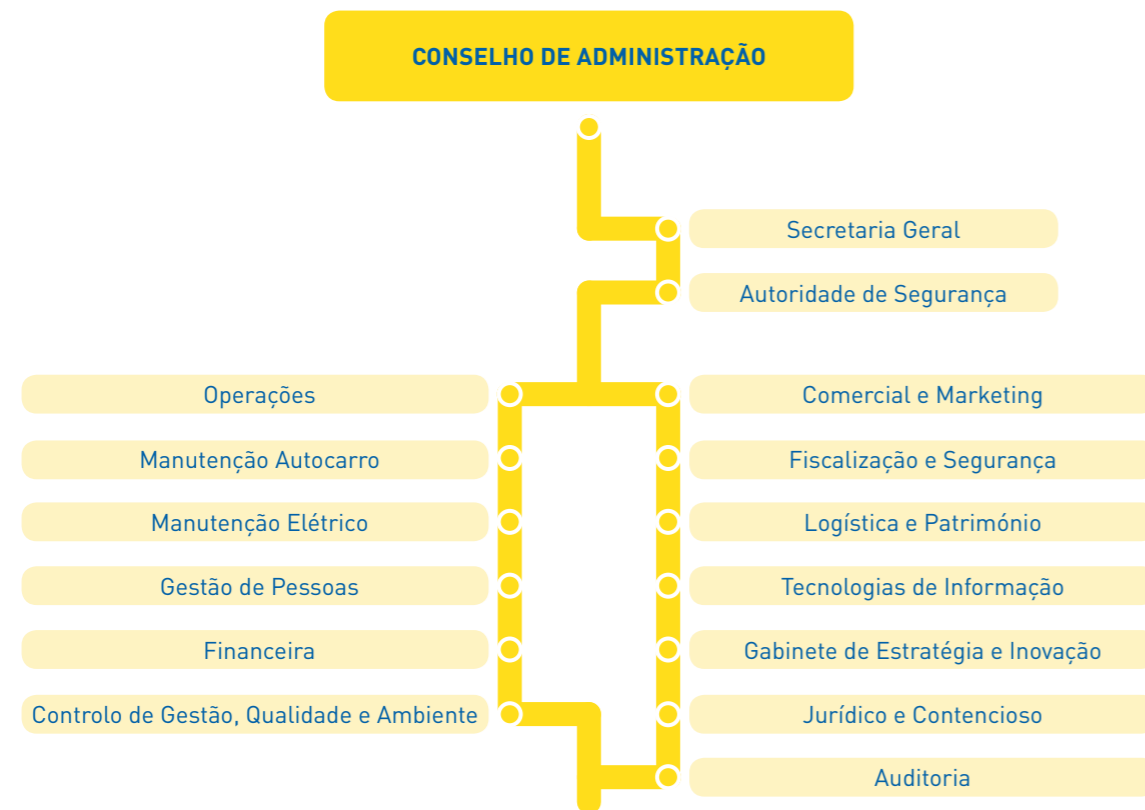 CONSELHO DE ADMINISTRAÇÃO
Secretaria Geral
Autoridade de Segurança
Operações
Comercial e Marketing
Manutenção Autocarro
Fiscalização e Segurança
Manutenção Elétrico
Logística e Património
Gestão de Pessoas
Tecnologias de Informação
Financeira
Gabinete de Estratégia e Inovação
Controlo de Gestão, Qualidade e Ambiente
Jurídico e Contencioso
Auditoria